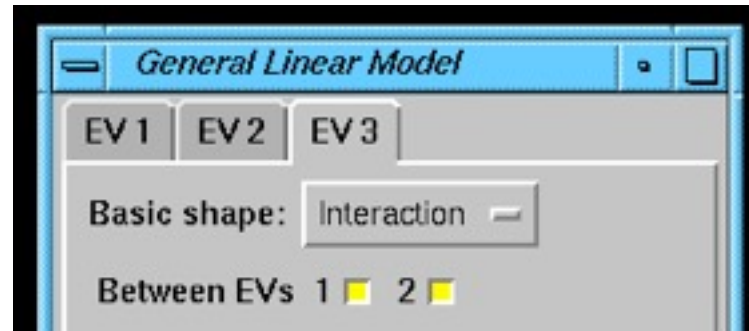 General Linear Model
EV 1 EV 2 EV 3
Basic shape: Interaction
Between EVs 1 2